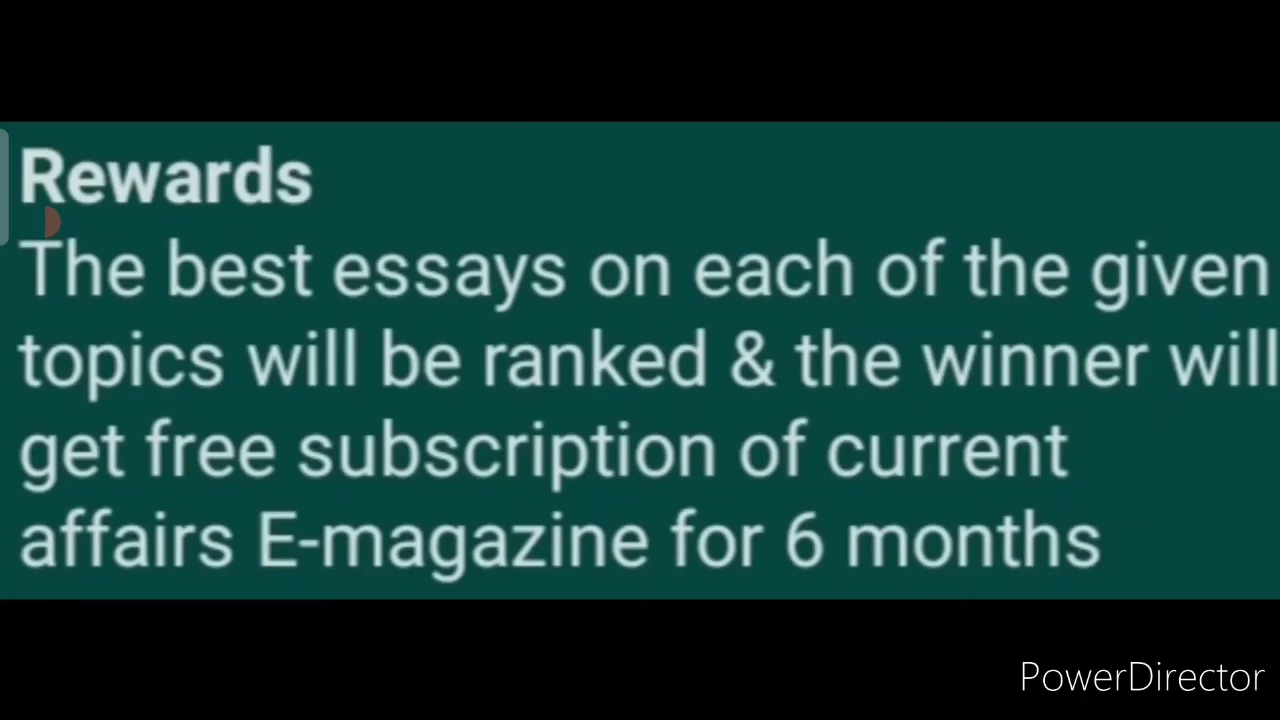 Rewards
The best essays on each of the given
topics will be ranked & the winner will
get free subscription of current
affairs E-magazine for 6 months
PowerDirector